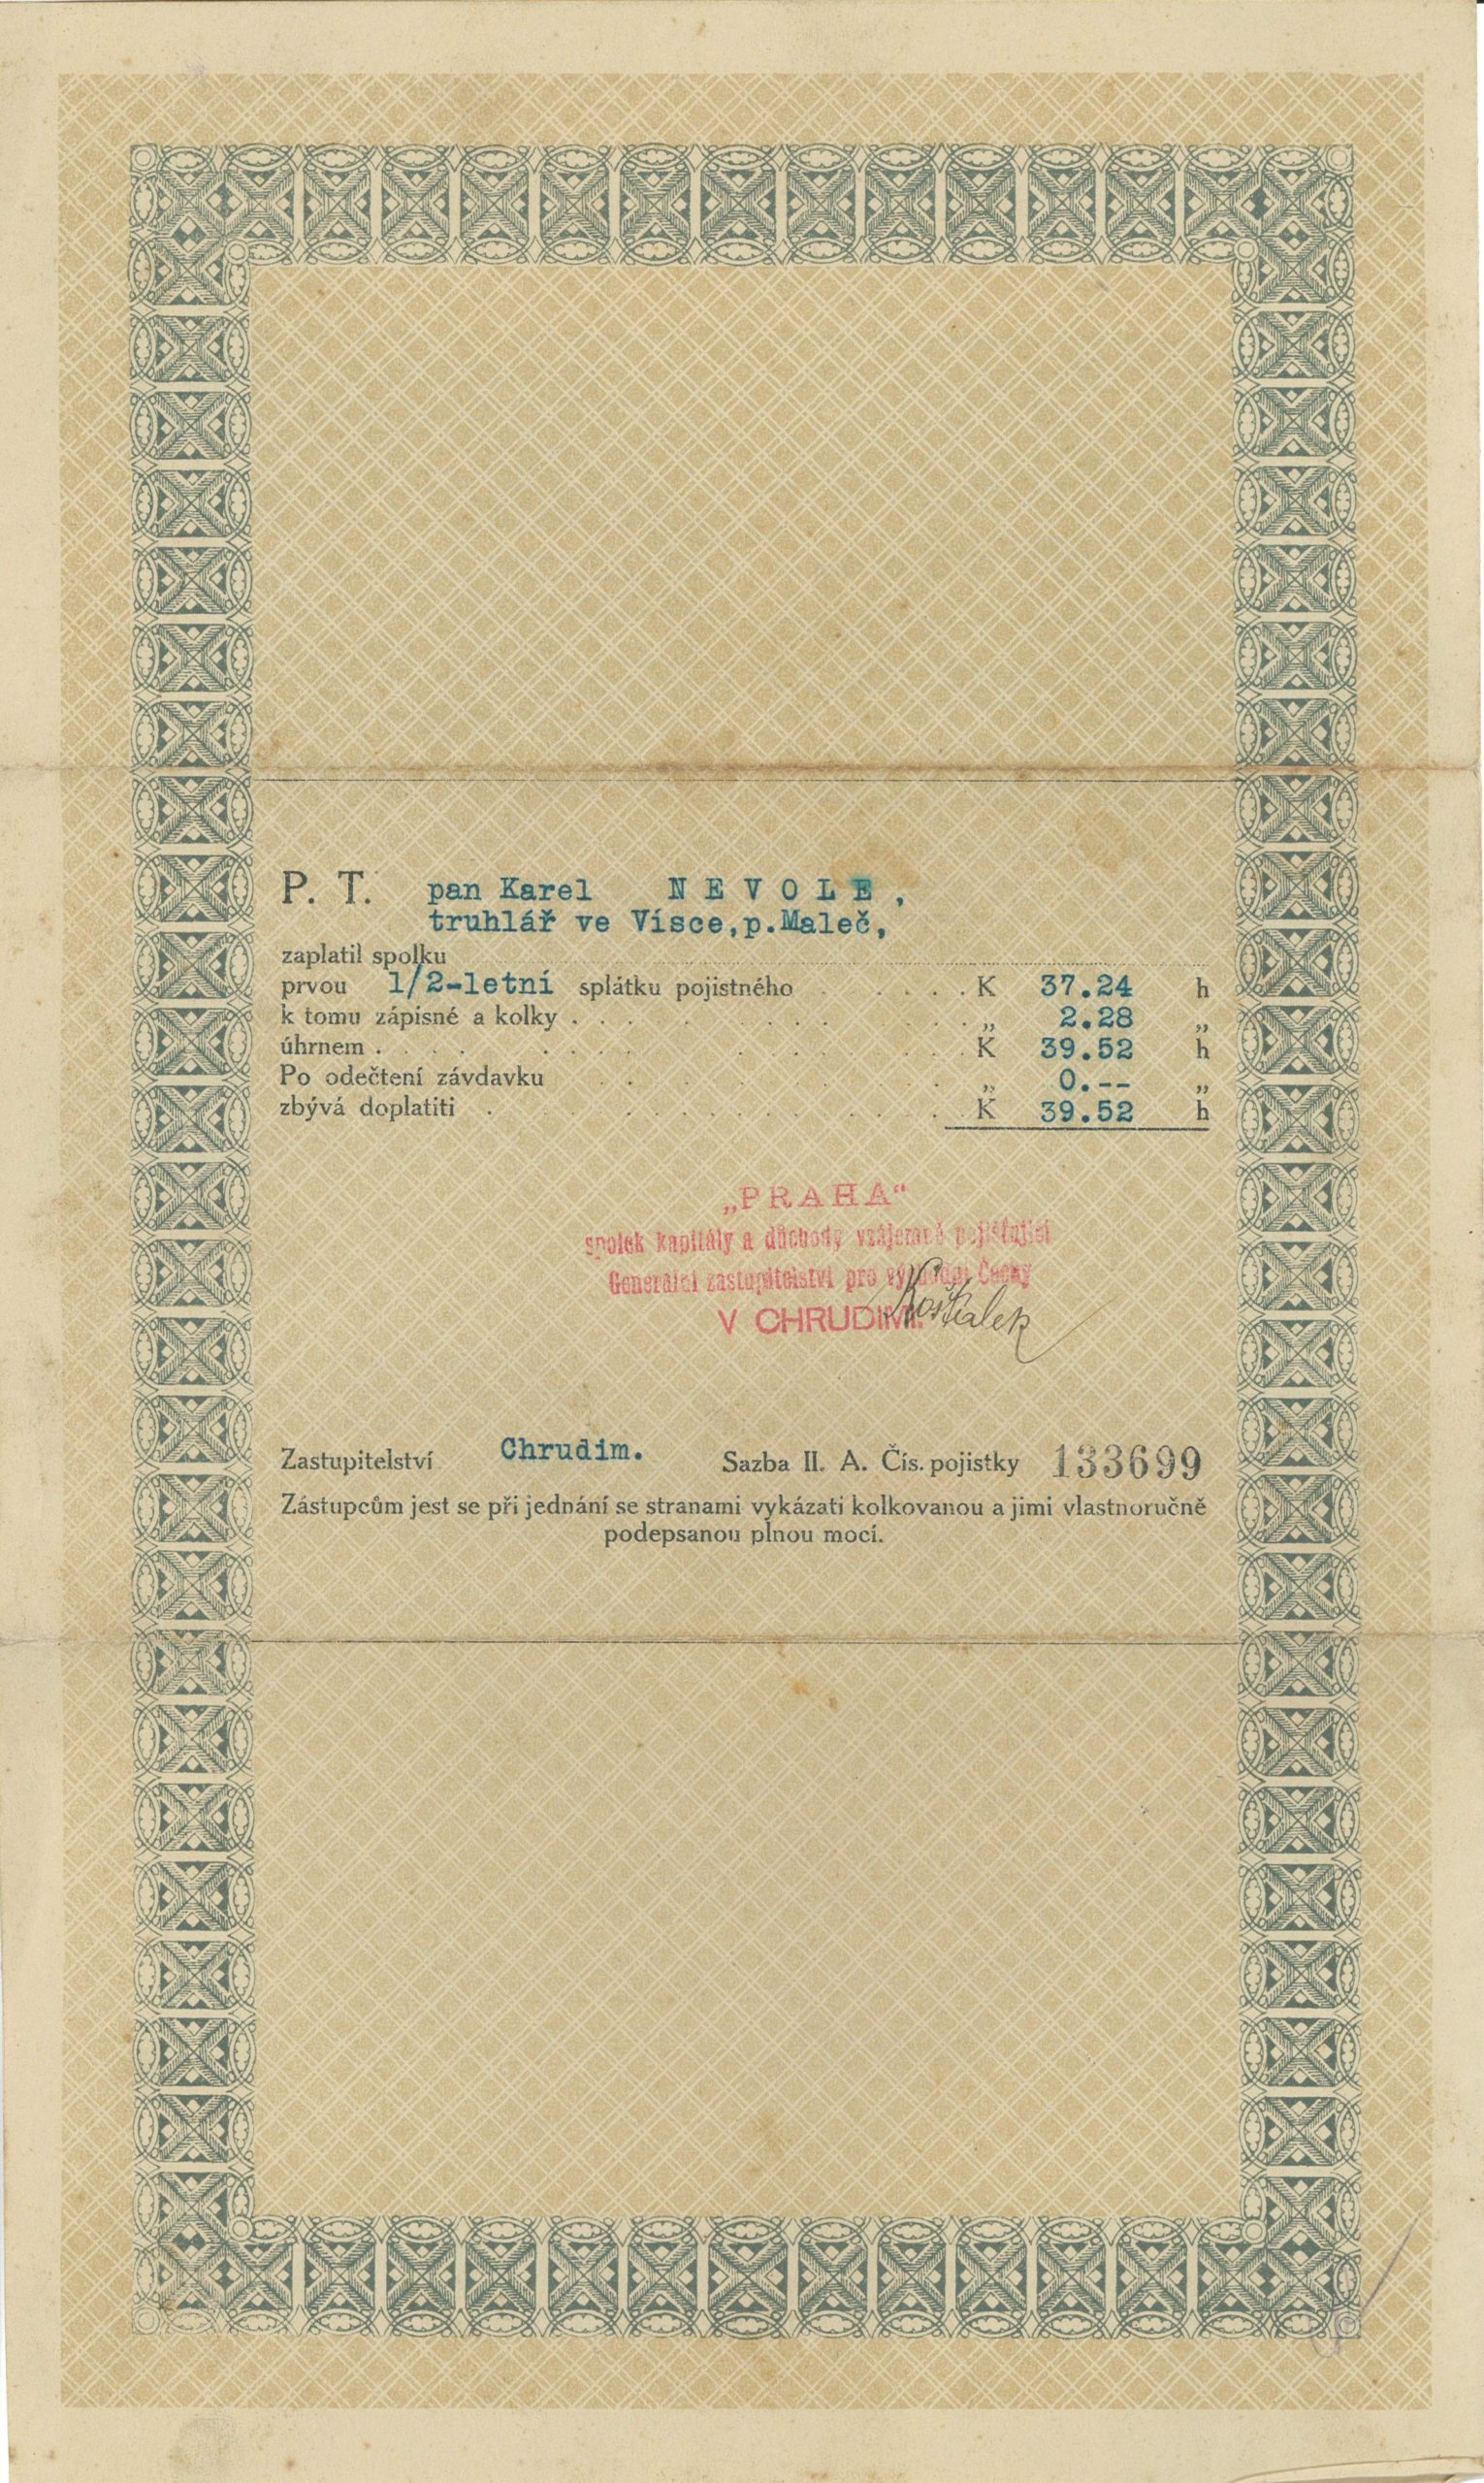 P. T. pan Karel NEVOLE,
truhlář ve Vísce,p.Maleč,
zaplatil spolku
prvou 1/2-letní splátku pojistného K 37.24 h
k tomu zápisné a kolky „ 2.28 „
úhrnem K 39.52 h
Po odečtení závdavku „ 0.-- „
zbývá doplatiti K 39.52 h
„PRAHA“
spolek kapitály a důchody vzájemně pojišťující
Generální zastupitelství pro východní Čechy
V CHRUDIMI.
Košťálek
Zastupitelství Chrudim. Sazba II. A. Čís. pojistky 133699
Zástupcům jest se při jednání se stranami vykázati kolkovanou a jimi vlastnoručně
podepsanou plnou mocí.